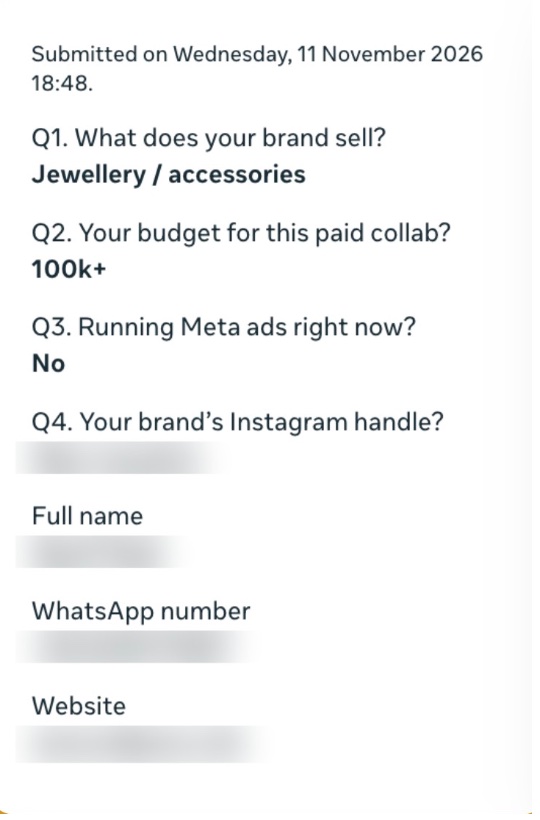 Submitted on Wednesday, 11 November 2026
18:48.
Q1. What does your brand sell?
Jewellery / accessories
Q2. Your budget for this paid collab?
100k+
Q3. Running Meta ads right now?
No
Q4. Your brand’s Instagram handle?
Full name
WhatsApp number
Website